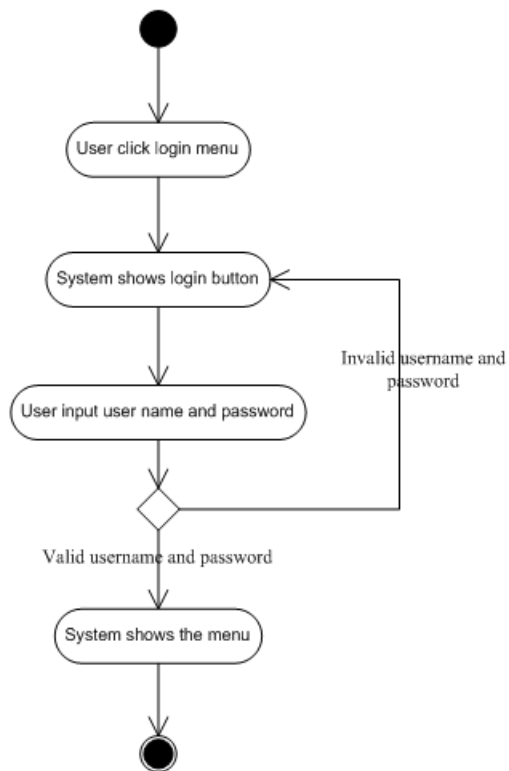 User click login menu
System shows login button
Invalid username and
password
User input user name and password
Valid username and password
System shows the menu